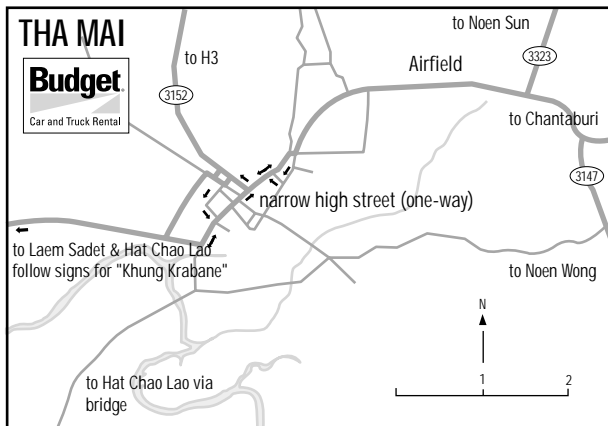 THA MAI
to Noen Sun
to H3
Airfield
3323
Budget
3152
Car and Truck Rental
to Chantaburi
3147
narrow high street (one-way)
to Laem Sadet & Hat Chao Lao
follow signs for "Khung Krabane"
to Noen Wong
N
to Hat Chao Lao via
bridge
1
2